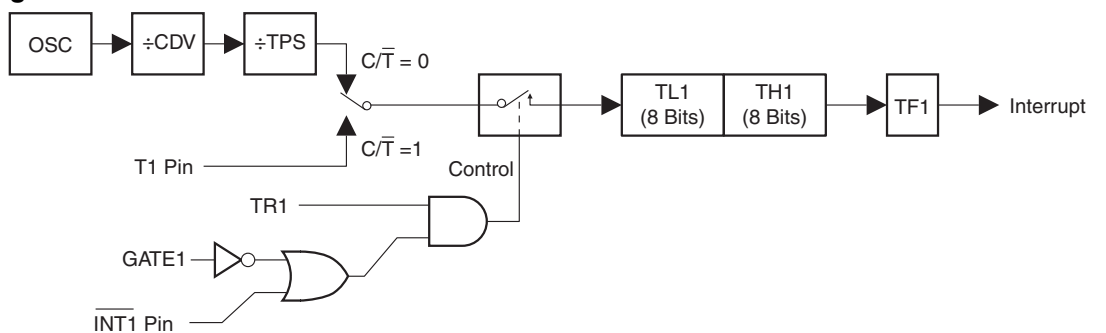 OSC ÷CDV ÷TPS
C/T̅ = 0
TL1 TH1 TF1 Interrupt
(8 Bits) (8 Bits)
C/T̅ =1
T1 Pin
Control
TR1
GATE1
I̅N̅T̅1̅ Pin